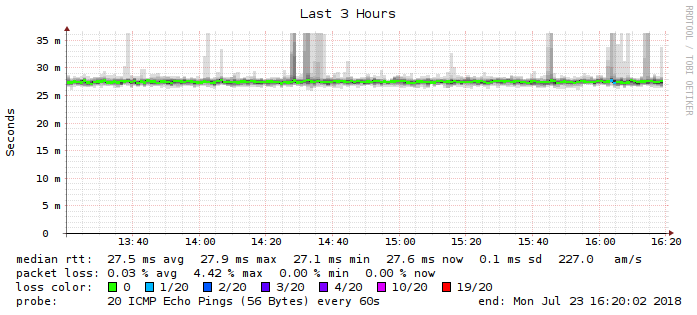 Last 3 Hours
RRDTOOL / TOBI OETIKER
Seconds
35 m
30 m
25 m
20 m
15 m
10 m
5 m
0
13:40 14:00 14:20 14:40 15:00 15:20 15:40 16:00 16:20
median rtt: 27.5 ms avg 27.9 ms max 27.1 ms min 27.6 ms now 0.1 ms sd 227.0 am/s
packet loss: 0.03 % avg 4.42 % max 0.00 % min 0.00 % now
loss color: 0 1/20 2/20 3/20 4/20 10/20 19/20
probe: 20 ICMP Echo Pings (56 Bytes) every 60s end: Mon Jul 23 16:20:02 2018